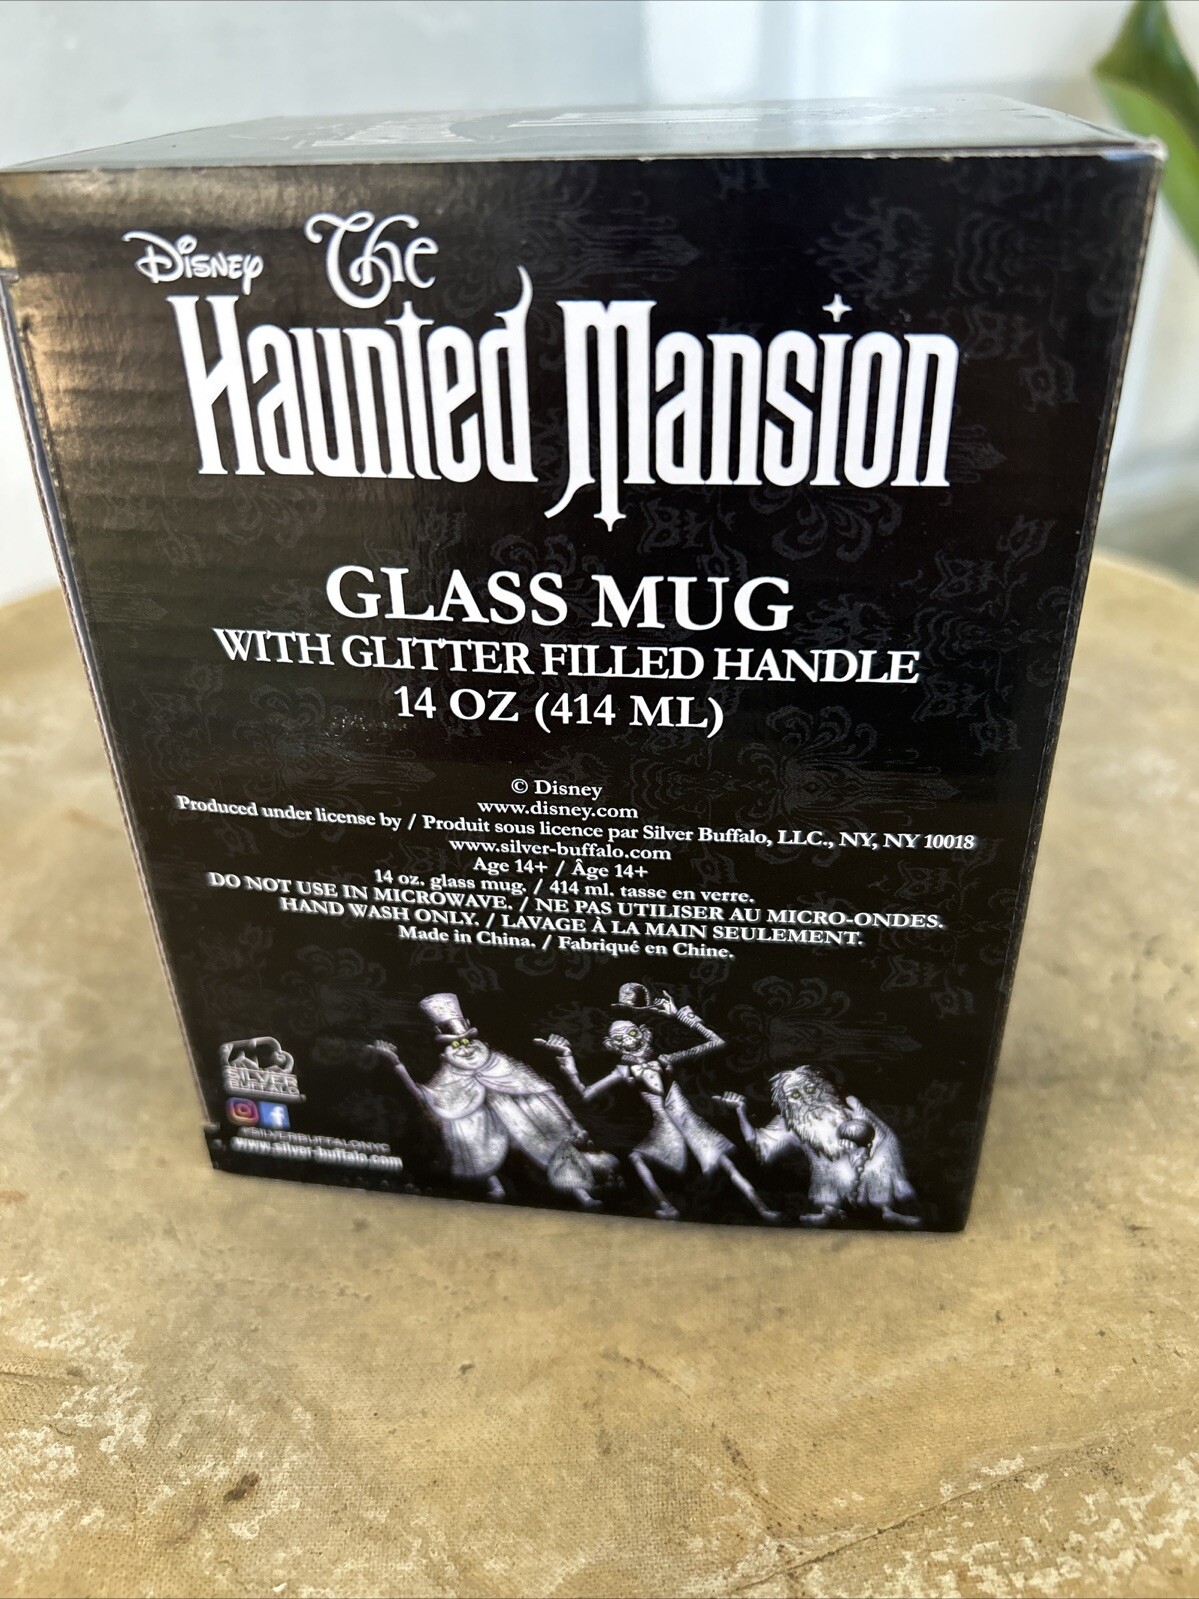 Disney The
Haunted Mansion
GLASS MUG
WITH GLITTER FILLED HANDLE
14 OZ (414 ML)
© Disney
www.disney.com
Produced under license by / Produit sous licence par Silver Buffalo, LLC., NY, NY 10018
www.silver-buffalo.com
Age 14+ / Âge 14+
14 oz. glass mug. / 414 ml. tasse en verre.
DO NOT USE IN MICROWAVE. / NE PAS UTILISER AU MICRO-ONDES.
HAND WASH ONLY. / LAVAGE À LA MAIN SEULEMENT.
Made in China. / Fabriqué en Chine.
SILVER
BUFFALO
@SILVERBUFFALONYC
www.silver-buffalo.com